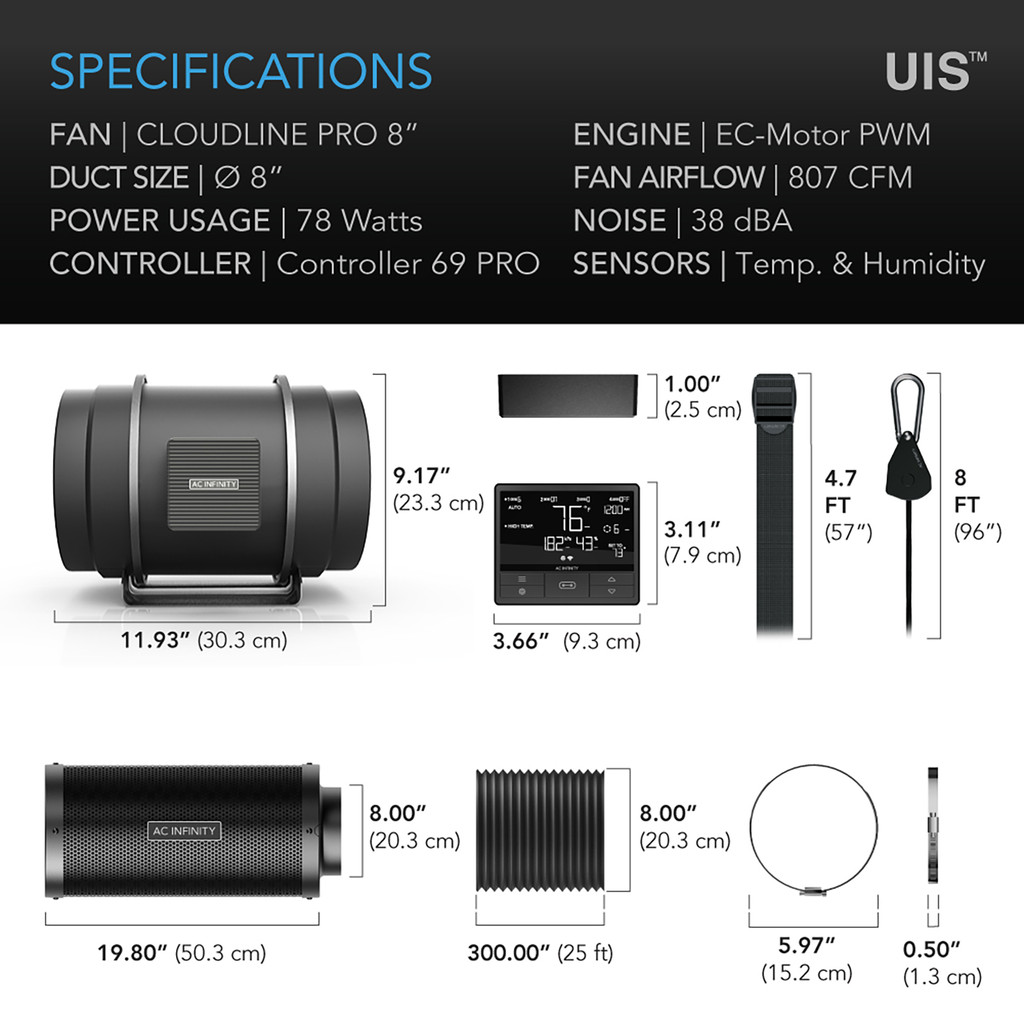 SPECIFICATIONS
UIS™
FAN | CLOUDLINE PRO 8”
DUCT SIZE | Ø 8”
POWER USAGE | 78 Watts
CONTROLLER | Controller 69 PRO
ENGINE | EC-Motor PWM
FAN AIRFLOW | 807 CFM
NOISE | 38 dBA
SENSORS | Temp. & Humidity
AC INFINITY
9.17”
(23.3 cm)
11.93” (30.3 cm)
1.00”
(2.5 cm)
AUTO
HIGH TEMP.
76
°F
43
AC INFINITY
3.11”
(7.9 cm)
3.66” (9.3 cm)
4.7
FT
(57”)
8
FT
(96”)
AC INFINITY
8.00”
(20.3 cm)
19.80” (50.3 cm)
8.00”
(20.3 cm)
300.00” (25 ft)
5.97”
(15.2 cm)
0.50”
(1.3 cm)